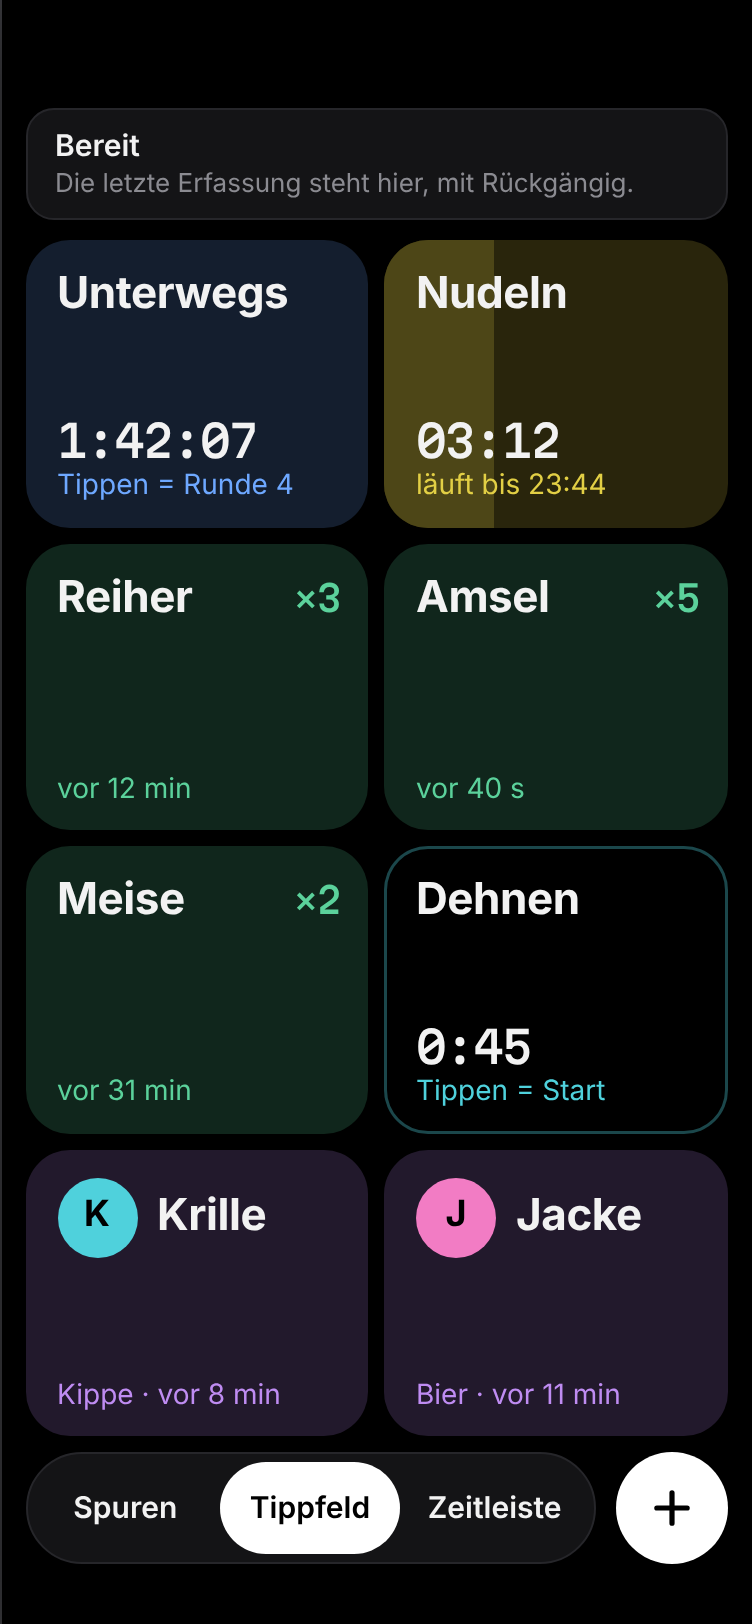 Bereit
Die letzte Erfassung steht hier, mit Rückgängig.
Unterwegs
1:42:07
Tippen = Runde 4
Nudeln
03:12
läuft bis 23:44
Reiher ×3
vor 12 min
Amsel ×5
vor 40 s
Meise ×2
vor 31 min
Dehnen
0:45
Tippen = Start
K Krille
Kippe · vor 8 min
J Jacke
Bier · vor 11 min
Spuren Tippfeld Zeitleiste +